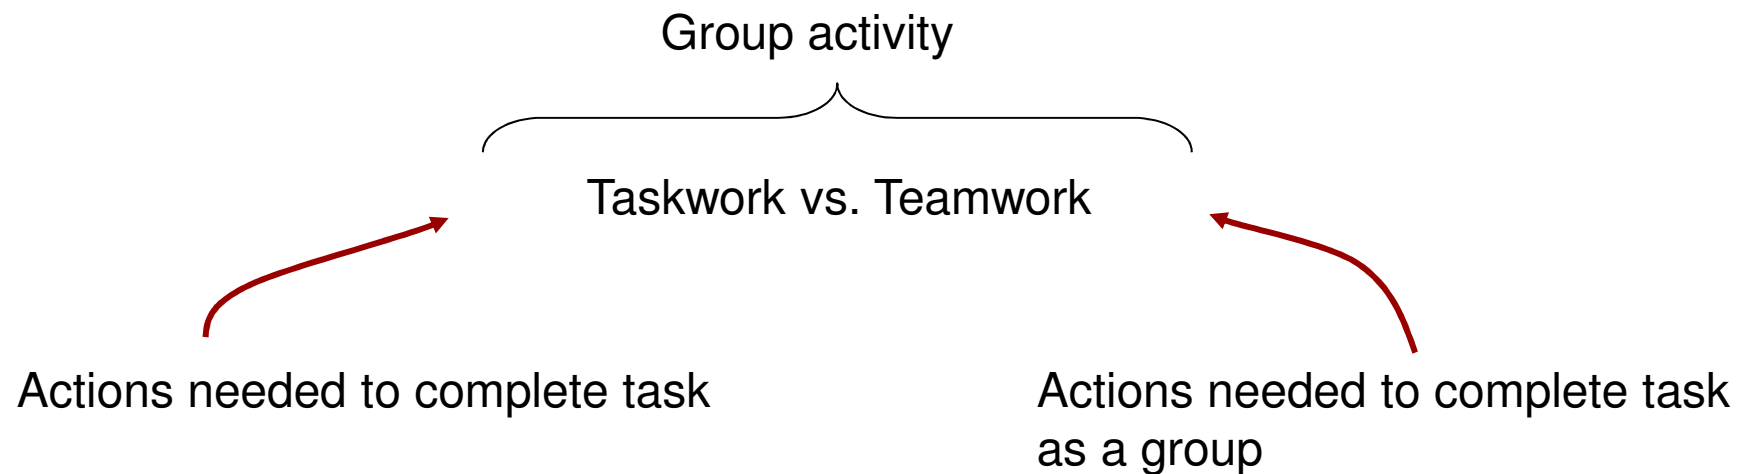 Group activity
Taskwork vs. Teamwork
Actions needed to complete task
Actions needed to complete task
as a group